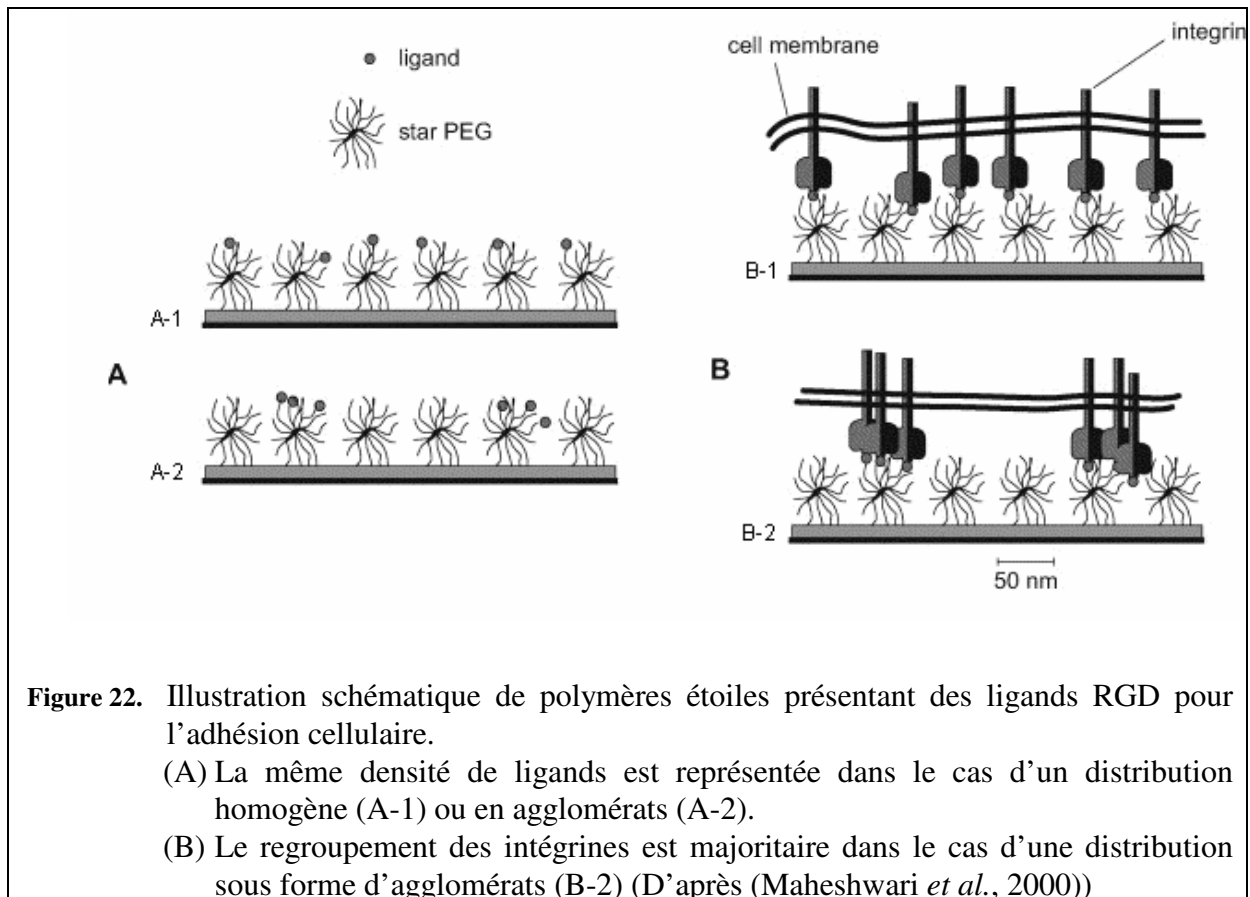 ligand
star PEG
A-1
A
A-2
cell membrane
integrin
B-1
B
B-2
50 nm
Figure 22. Illustration schématique de polymères étoiles présentant des ligands RGD pour
l’adhésion cellulaire.
(A) La même densité de ligands est représentée dans le cas d’un distribution
homogène (A-1) ou en agglomérats (A-2).
(B) Le regroupement des intégrines est majoritaire dans le cas d’une distribution
sous forme d’agglomérats (B-2) (D’après (Maheshwari et al., 2000))